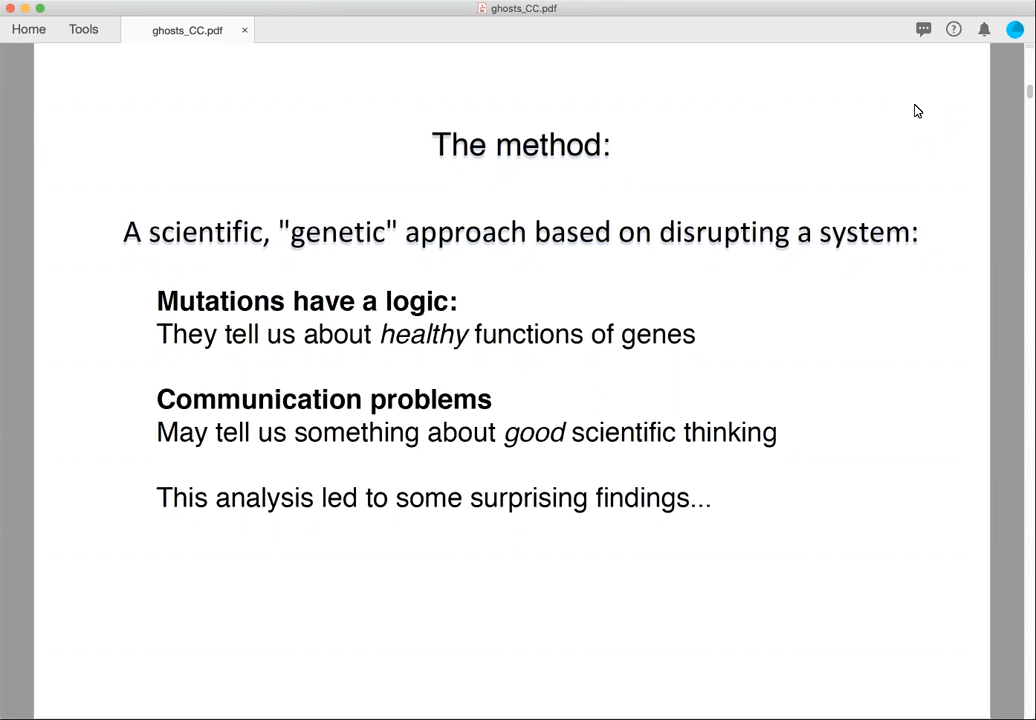 ghosts_CC.pdf
Home Tools ghosts_CC.pdf ×
The method:
A scientific, "genetic" approach based on disrupting a system:
Mutations have a logic:
They tell us about healthy functions of genes
Communication problems
May tell us something about good scientific thinking
This analysis led to some surprising findings...